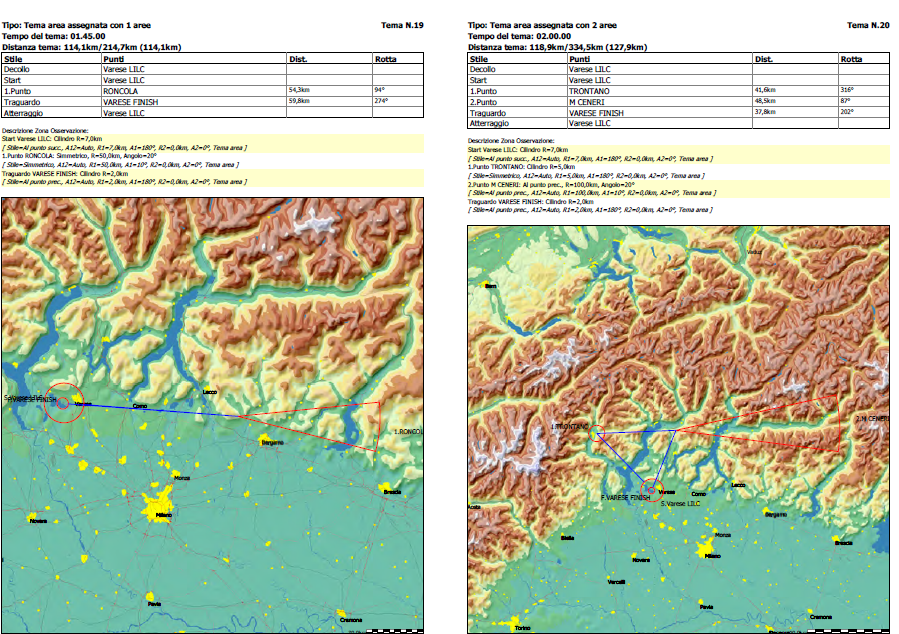 Tipo: Tema area assegnata con 1 aree Tema N.19
Tempo del tema: 01.45.00
Distanza tema: 114,1km/214,7km (114,1km)
Stile Punti Dist. Rotta
Decollo Varese LILC
Start Varese LILC
1.Punto RONCOLA 54,3km 94°
Traguardo VARESE FINISH 59,8km 274°
Atterraggio Varese LILC
Descrizione Zona Osservazione:
Start Varese LILC: Cilindro R=7,0km
[ Stile=Al punto succ., A12=Auto, R1=7,0km, A1=180°, R2=0,0km, A2=0°, Tema area ]
1.Punto RONCOLA: Simmetrico, R=50,0km, Angolo=20°
[ Stile=Simmetrico, A12=Auto, R1=50,0km, A1=10°, R2=0,0km, A2=0°, Tema area ]
Traguardo VARESE FINISH: Cilindro R=2,0km
[ Stile=Al punto prec., A12=Auto, R1=2,0km, A1=180°, R2=0,0km, A2=0°, Tema area ]
Lecco
Varese
Como
1.RONCOL
Bergamo
Monza
Brescia
Milano
Novara
Pavia
Cremona
Tipo: Tema area assegnata con 2 aree Tema N.20
Tempo del tema: 02.00.00
Distanza tema: 118,9km/334,5km (127,9km)
Stile Punti Dist. Rotta
Decollo Varese LILC
Start Varese LILC
1.Punto TRONTANO 41,6km 316°
2.Punto M CENERI 48,5km 87°
Traguardo VARESE FINISH 37,8km 202°
Atterraggio Varese LILC
Descrizione Zona Osservazione:
Start Varese LILC: Cilindro R=7,0km
[ Stile=Al punto succ., A12=Auto, R1=7,0km, A1=180°, R2=0,0km, A2=0°, Tema area ]
1.Punto TRONTANO: Cilindro R=5,0km
[ Stile=Simmetrico, A12=Auto, R1=5,0km, A1=180°, R2=0,0km, A2=0°, Tema area ]
2.Punto M CENERI: Al punto prec., R=100,0km, Angolo=20°
[ Stile=Al punto prec., A12=Auto, R1=100,0km, A1=10°, R2=0,0km, A2=0°, Tema area ]
Traguardo VARESE FINISH: Cilindro R=2,0km
[ Stile=Al punto prec., A12=Auto, R1=2,0km, A1=180°, R2=0,0km, A2=0°, Tema area ]
Vaduz
Bern
2.M CENERI
1.TRONTANO
Lecco
Varese
Como
F.VARESE FINISH
S.Varese LILC
Aosta
Bergamo
Biella
Monza
Brescia
Milano
Novara
Vercelli
Pavia
Cremona
Torino